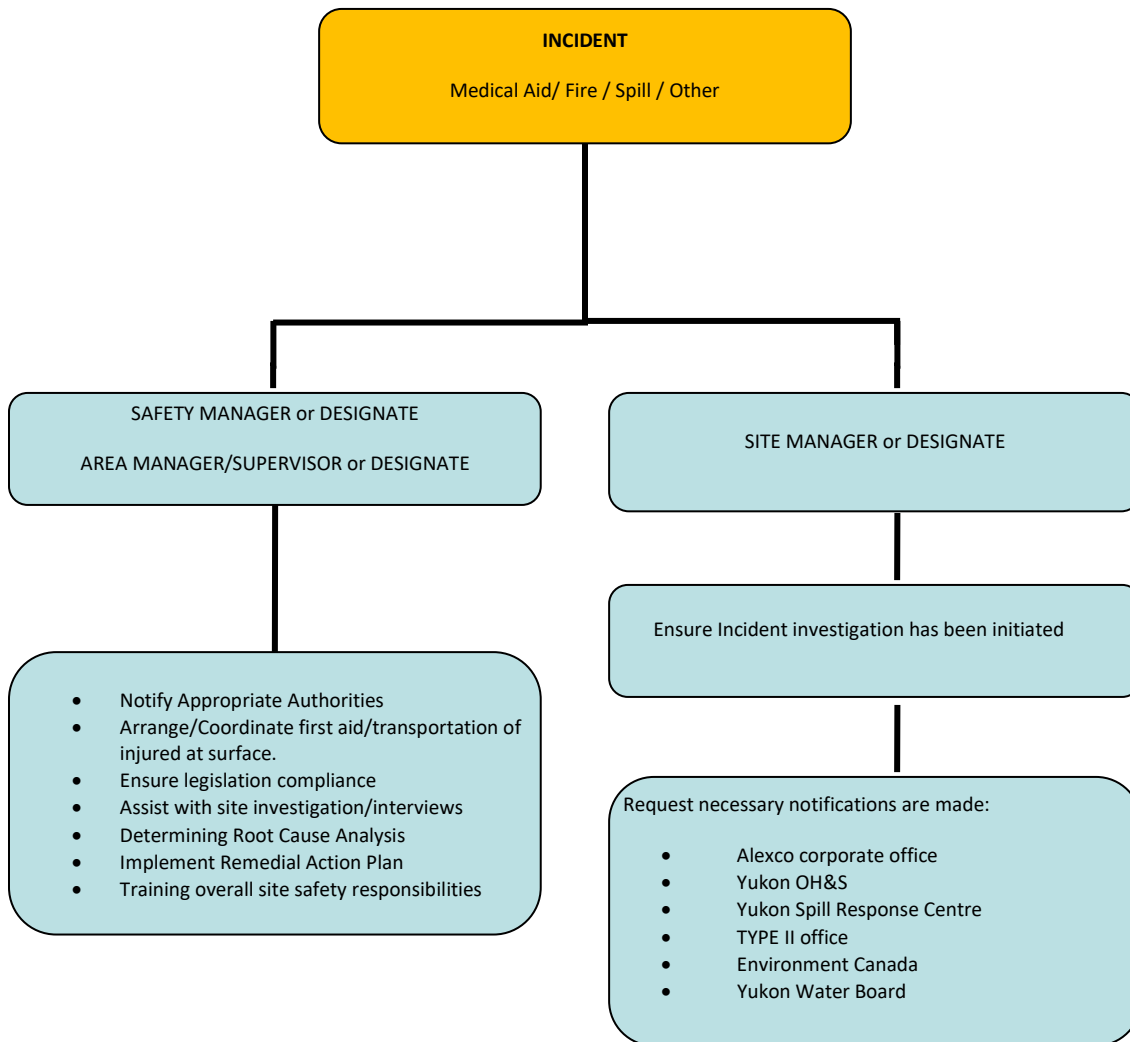 INCIDENT
Medical Aid/ Fire / Spill / Other
SAFETY MANAGER or DESIGNATE
AREA MANAGER/SUPERVISOR or DESIGNATE
• Notify Appropriate Authorities
• Arrange/Coordinate first aid/transportation of
injured at surface.
• Ensure legislation compliance
• Assist with site investigation/interviews
• Determining Root Cause Analysis
• Implement Remedial Action Plan
• Training overall site safety responsibilities
SITE MANAGER or DESIGNATE
Ensure Incident investigation has been initiated
Request necessary notifications are made:
• Alexco corporate office
• Yukon OH&S
• Yukon Spill Response Centre
• TYPE II office
• Environment Canada
• Yukon Water Board